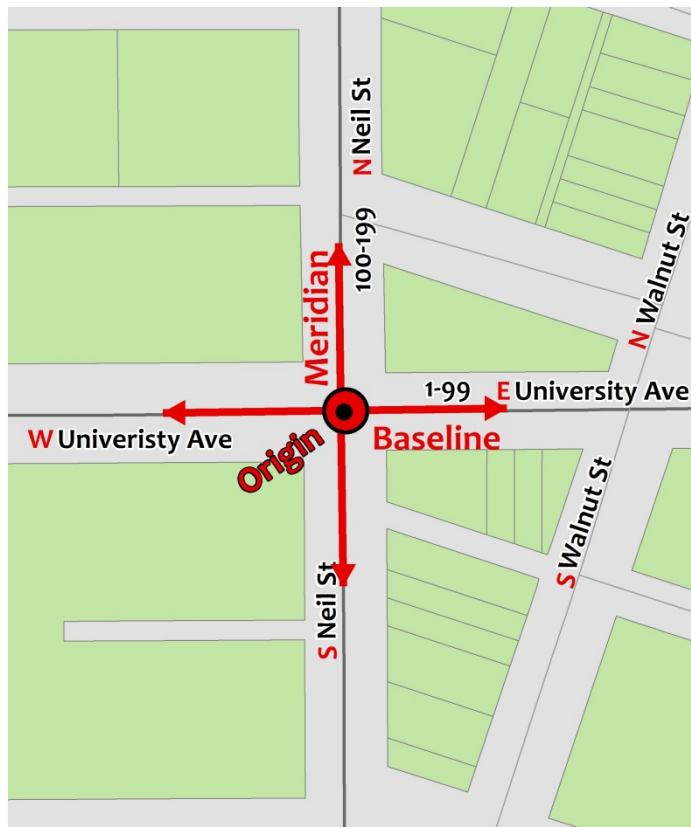 N Neil St
100-199
Meridian
N Walnut St
1-99
E University Ave
W Univeristy Ave
Origin
Baseline
S Neil St
S Walnut St